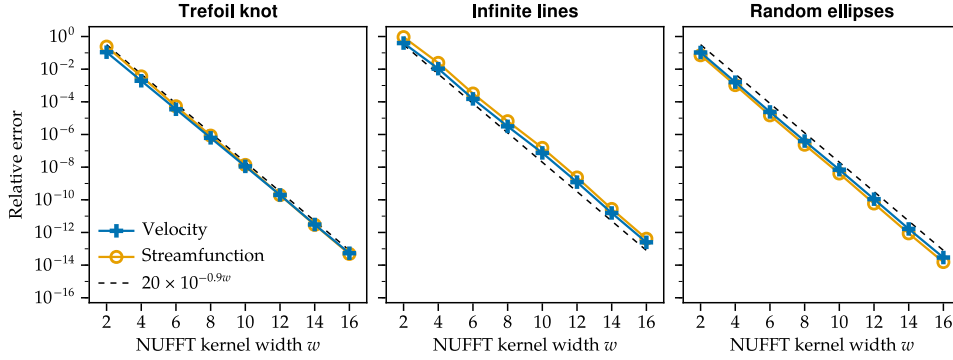 Trefoil knot
Infinite lines
Random ellipses
Relative error
10⁰
10⁻²
10⁻⁴
10⁻⁶
10⁻⁸
10⁻¹⁰
10⁻¹²
10⁻¹⁴
10⁻¹⁶
Velocity
Streamfunction
20 × 10⁻⁰·⁹ʷ
2 4 6 8 10 12 14 16
2 4 6 8 10 12 14 16
2 4 6 8 10 12 14 16
NUFFT kernel width w
NUFFT kernel width w
NUFFT kernel width w